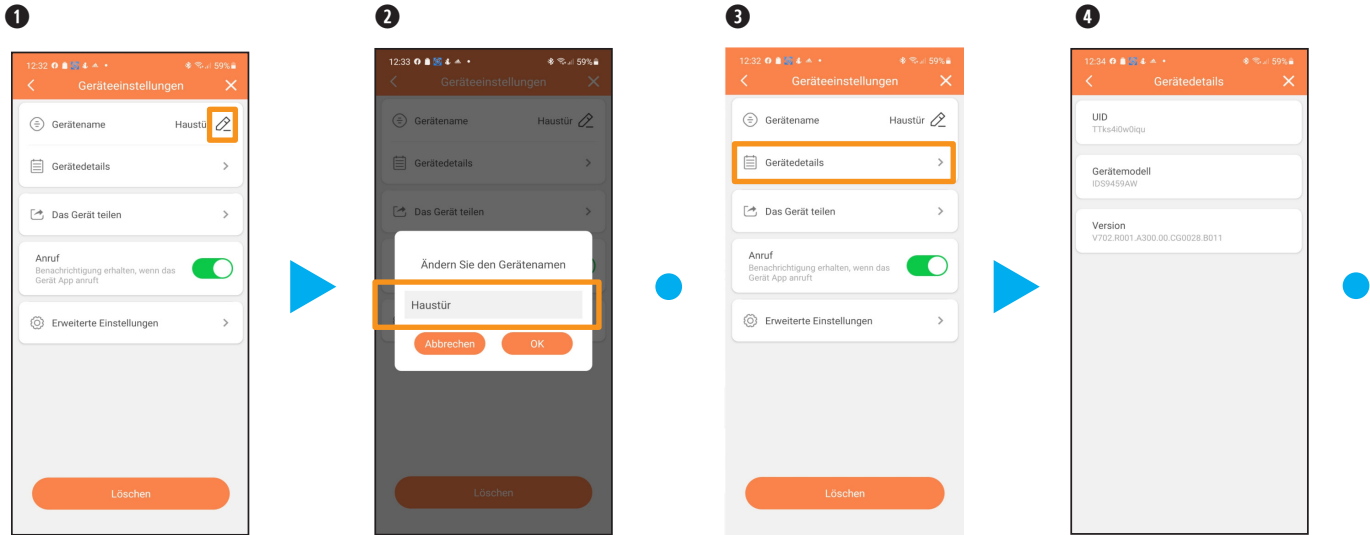 1
12:32 59%
Geräteeinstellungen
Gerätename Haustür
Gerätedetails
Das Gerät teilen
Anruf
Benachrichtigung erhalten, wenn das
Gerät App anruft
Erweiterte Einstellungen
Löschen
2
12:33 59%
Geräteeinstellungen
Gerätename Haustür
Gerätedetails
Das Gerät teilen
Ändern Sie den Gerätenamen
Haustür
Abbrechen OK
Löschen
3
12:32 59%
Geräteeinstellungen
Gerätename Haustür
Gerätedetails
Das Gerät teilen
Anruf
Benachrichtigung erhalten, wenn das
Gerät App anruft
Erweiterte Einstellungen
Löschen
4
12:34 59%
Gerätedetails
UID
TTks4i0w0iqu
Gerätemodell
IDS9459AW
Version
V702.R001.A300.00.CG0028.B011